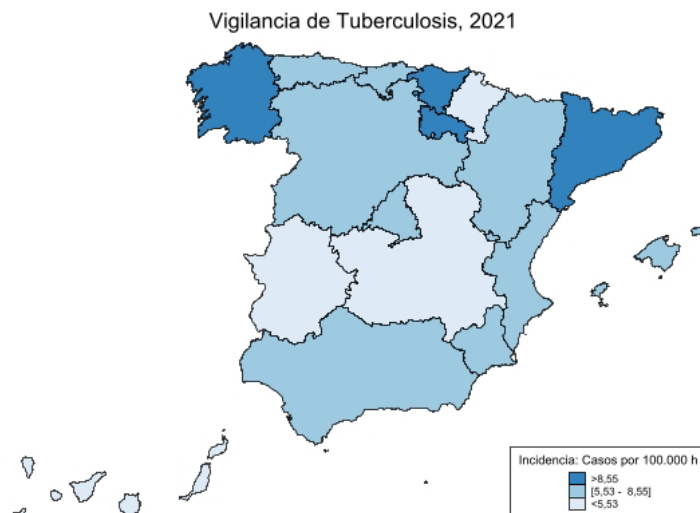 Vigilancia de Tuberculosis, 2021
Incidencia: Casos por 100.000 h
>8,55
[5,53 - 8,55]
<5,53